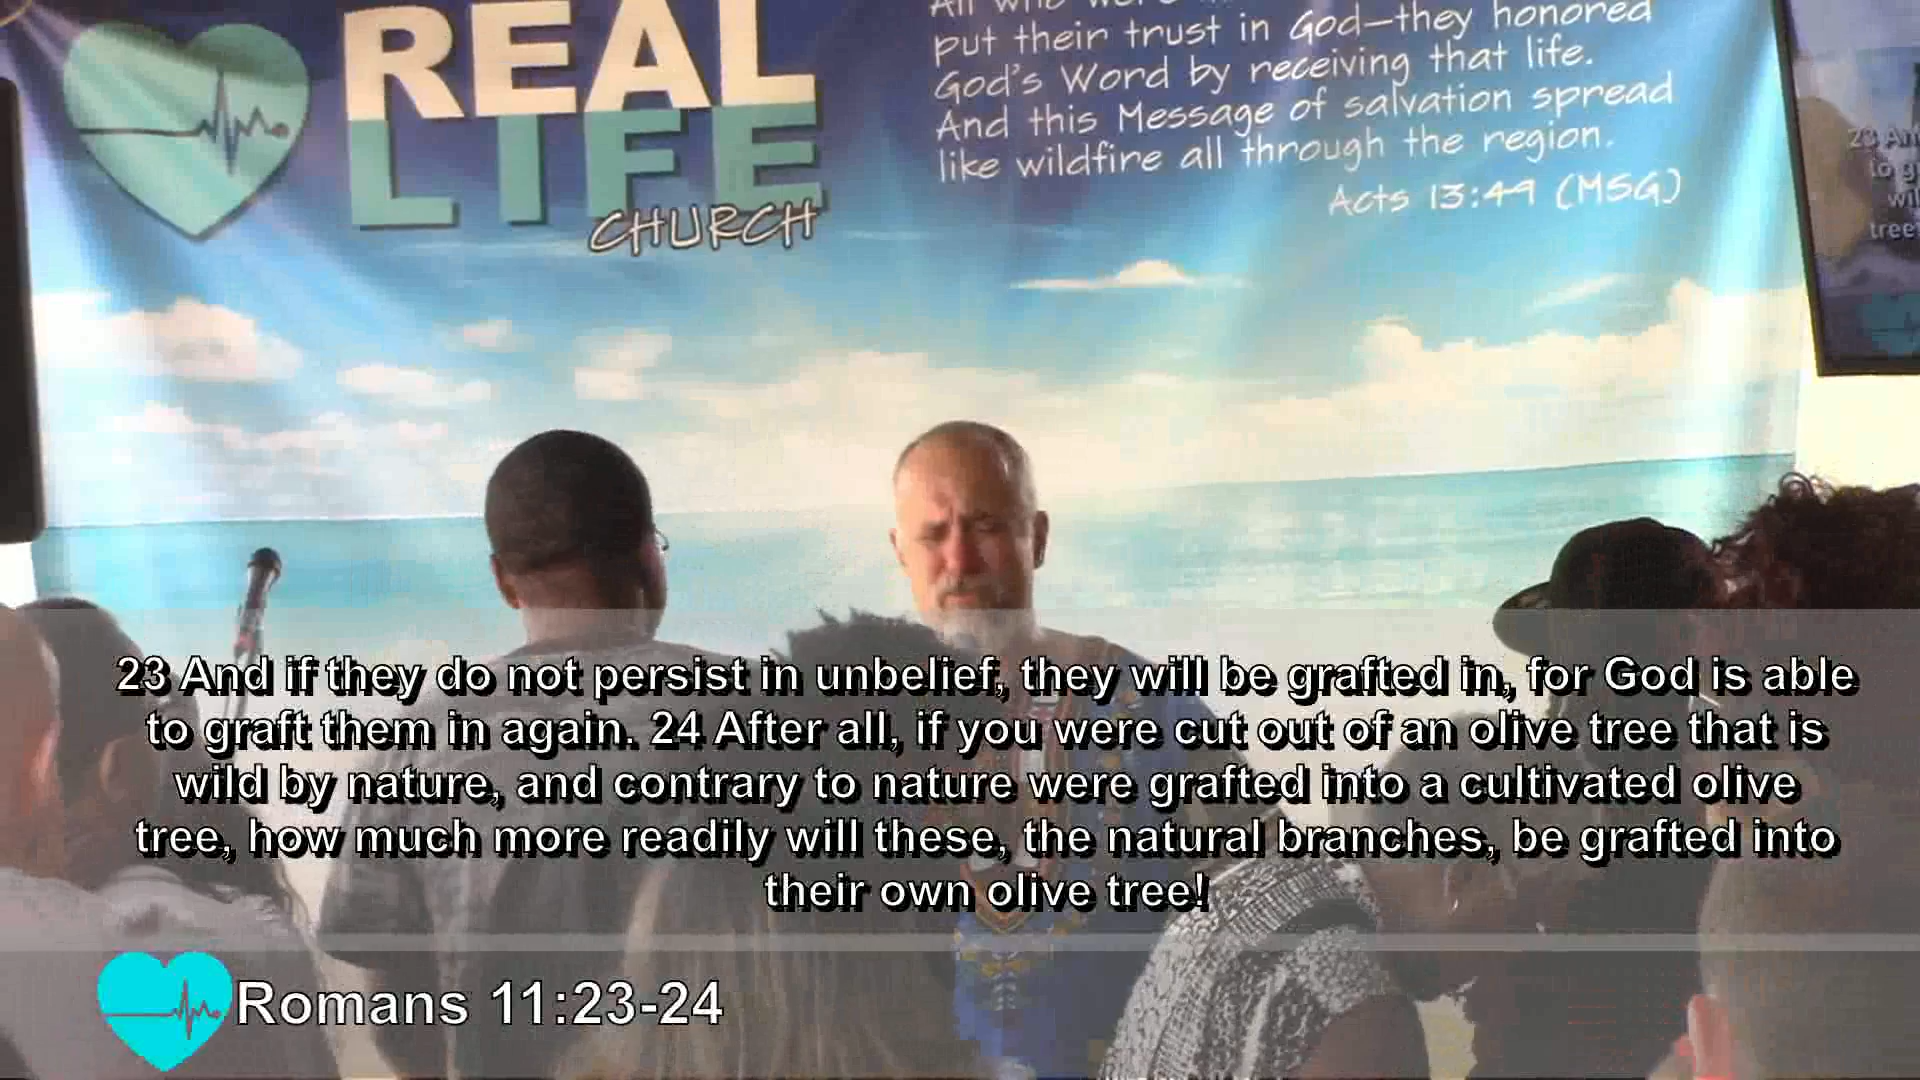 REAL
LIFE
CHURCH
put their trust in God—they honored
God's Word by receiving that life.
And this Message of salvation spread
like wildfire all through the region.
Acts 13:49 (MSG)
23 And if they do not persist in unbelief, they will be grafted in, for God is able
to graft them in again. 24 After all, if you were cut out of an olive tree that is
wild by nature, and contrary to nature were grafted into a cultivated olive
tree, how much more readily will these, the natural branches, be grafted into
their own olive tree!
Romans 11:23-24